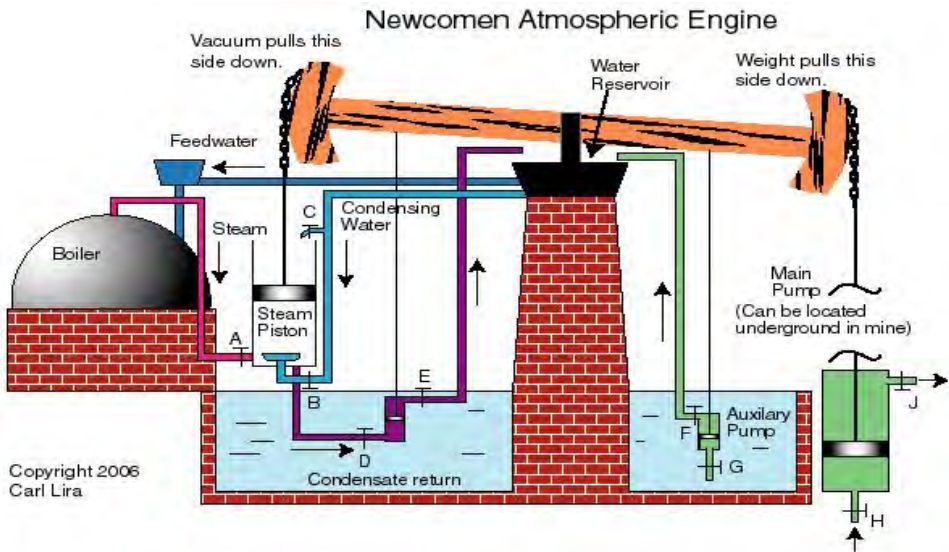 Newcomen Atmospheric Engine
Vacuum pulls this
side down.
Water
Reservoir
Weight pulls this
side down.
Feedwater
C
Condensing
Water
Steam
Boiler
Steam
Piston
A
B
E
D
Condensate return
F
Auxilary
Pump
G
Main
Pump
(Can be located
underground in mine)
J
H
Copyright 2006
Carl Lira